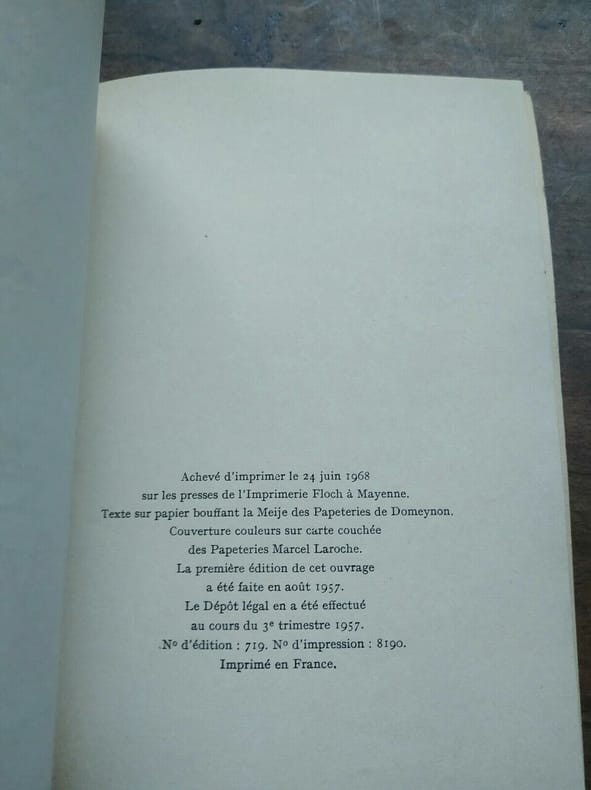 Achevé d'imprimer le 24 juin 1968
sur les presses de l'Imprimerie Floch à Mayenne.
Texte sur papier bouffant la Meije des Papeteries de Domeynon.
Couverture couleurs sur carte couchée
des Papeteries Marcel Laroche.
La première édition de cet ouvrage
a été faite en août 1957.
Le Dépôt légal en a été effectué
au cours du 3e trimestre 1957.
No d'édition : 719. No d'impression : 8190.
Imprimé en France.